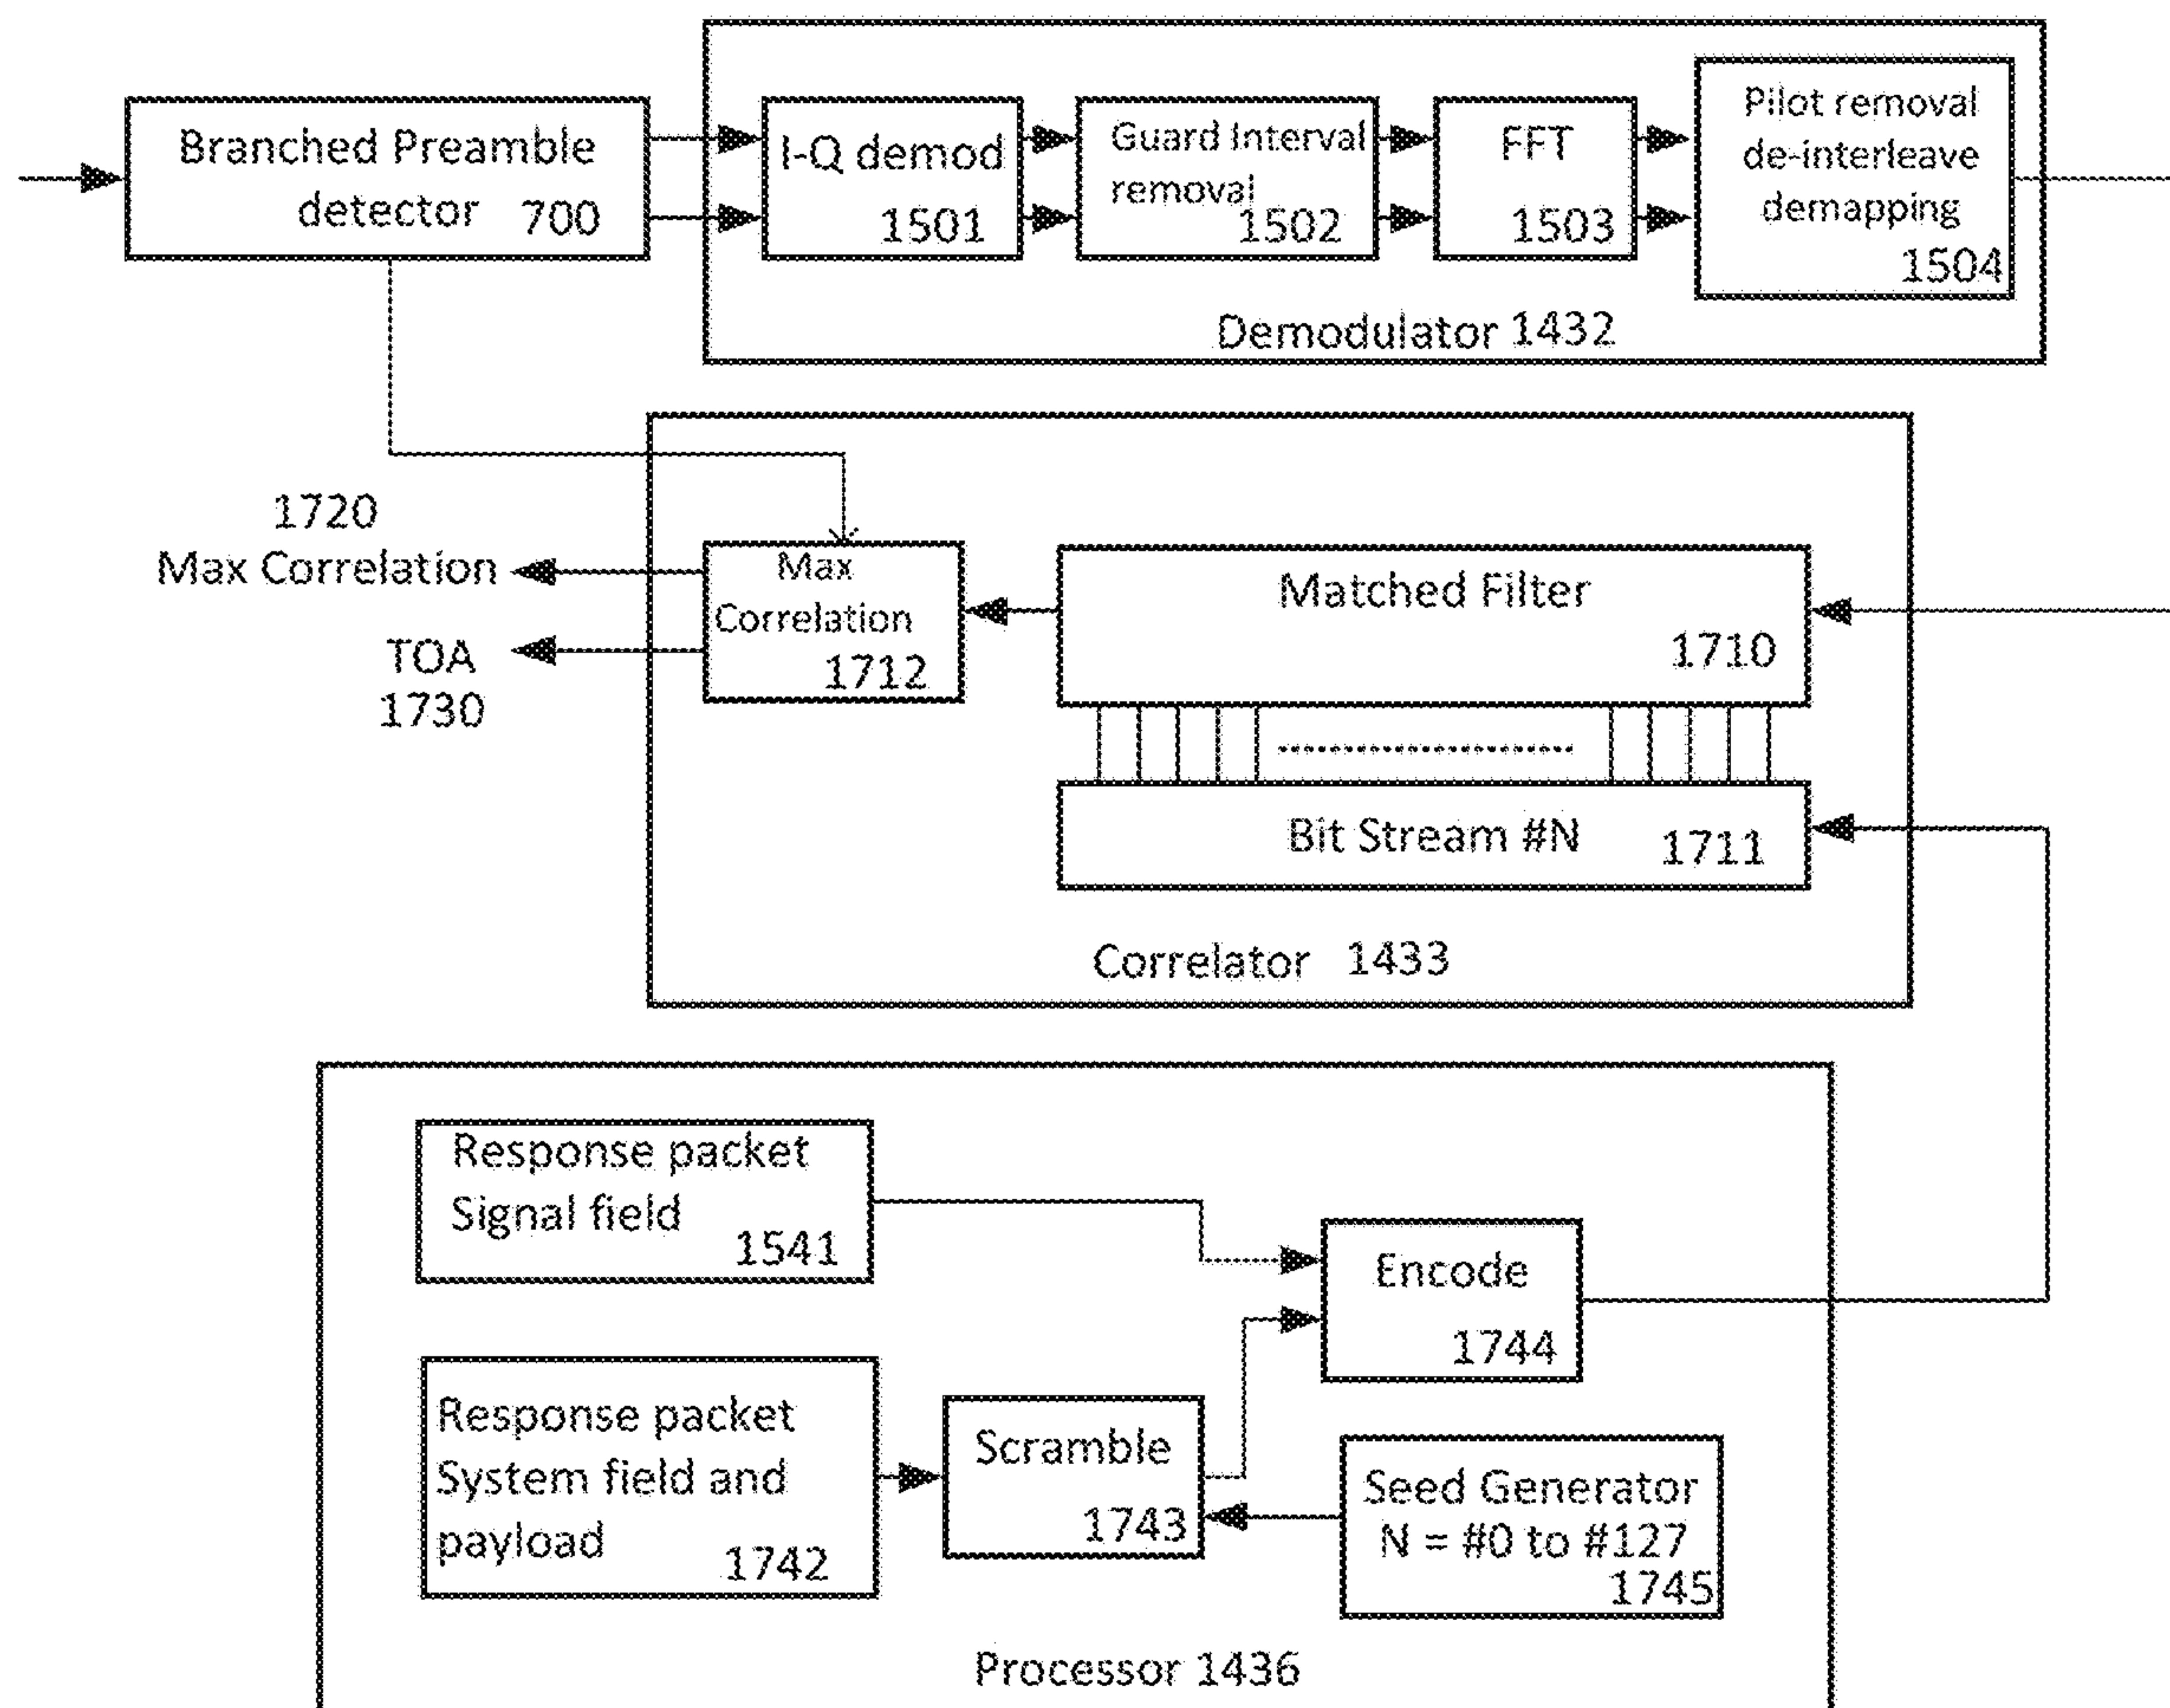 Branched Preamble
detector 700
I-Q demod
1501
Guard Interval
removal
1502
FFT
1503
Pilot removal
de-interleave
demapping
1504
Demodulator 1432
1720
Max Correlation
TOA
1730
Max
Correlation
1712
Matched Filter
1710
Bit Stream #N 1711
Correlator 1433
Response packet
Signal field
1541
Encode
1744
Response packet
System field and
payload
1742
Scramble
1743
Seed Generator
N = #0 to #127
1745
Processor 1436